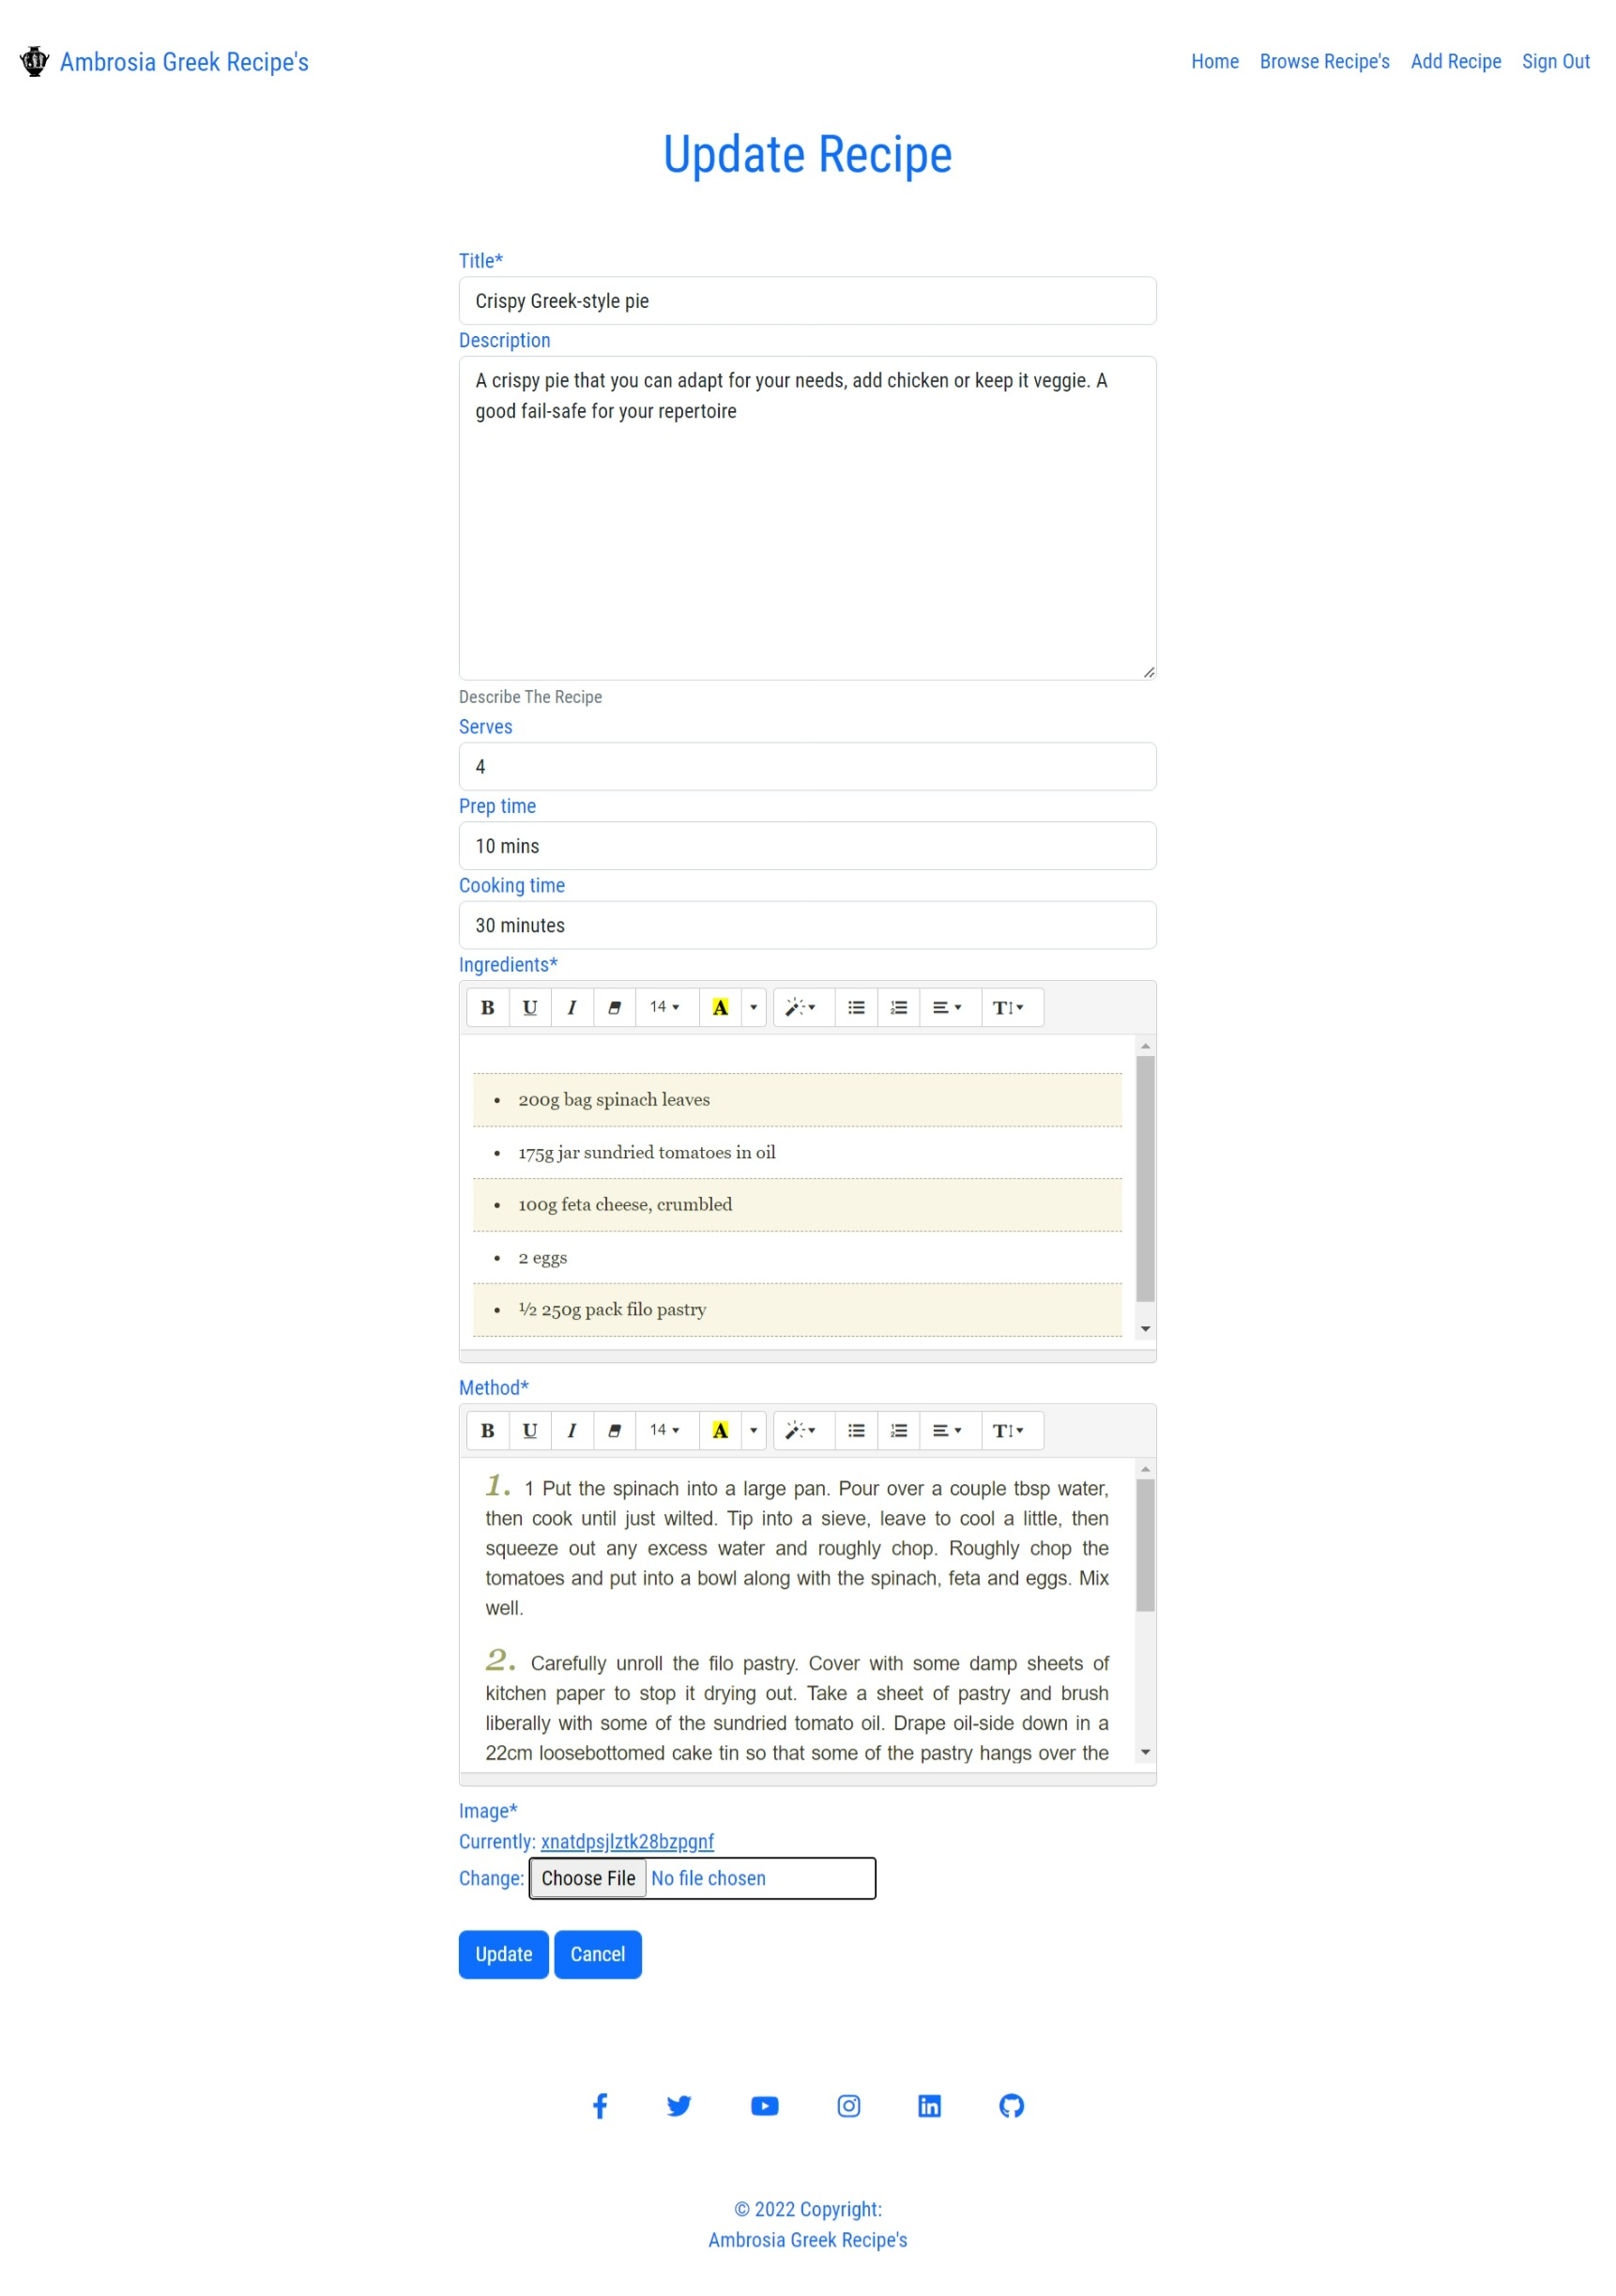 Ambrosia Greek Recipe's
Home Browse Recipe's Add Recipe Sign Out
Update Recipe
Title*
Crispy Greek-style pie
Description
A crispy pie that you can adapt for your needs, add chicken or keep it veggie. A
good fail-safe for your repertoire
Describe The Recipe
Serves
4
Prep time
10 mins
Cooking time
30 minutes
Ingredients*
B U I 14 A T
• 200g bag spinach leaves
• 175g jar sundried tomatoes in oil
• 100g feta cheese, crumbled
• 2 eggs
• ½ 250g pack filo pastry
Method*
B U I 14 A T
1. 1 Put the spinach into a large pan. Pour over a couple tbsp water,
then cook until just wilted. Tip into a sieve, leave to cool a little, then
squeeze out any excess water and roughly chop. Roughly chop the
tomatoes and put into a bowl along with the spinach, feta and eggs. Mix
well.
2. Carefully unroll the filo pastry. Cover with some damp sheets of
kitchen paper to stop it drying out. Take a sheet of pastry and brush
liberally with some of the sundried tomato oil. Drape oil-side down in a
22cm loosebottomed cake tin so that some of the pastry hangs over the
Image*
Currently: xnatdpsjlztk28bzpgnf
Change: Choose File No file chosen
Update Cancel
© 2022 Copyright:
Ambrosia Greek Recipe's